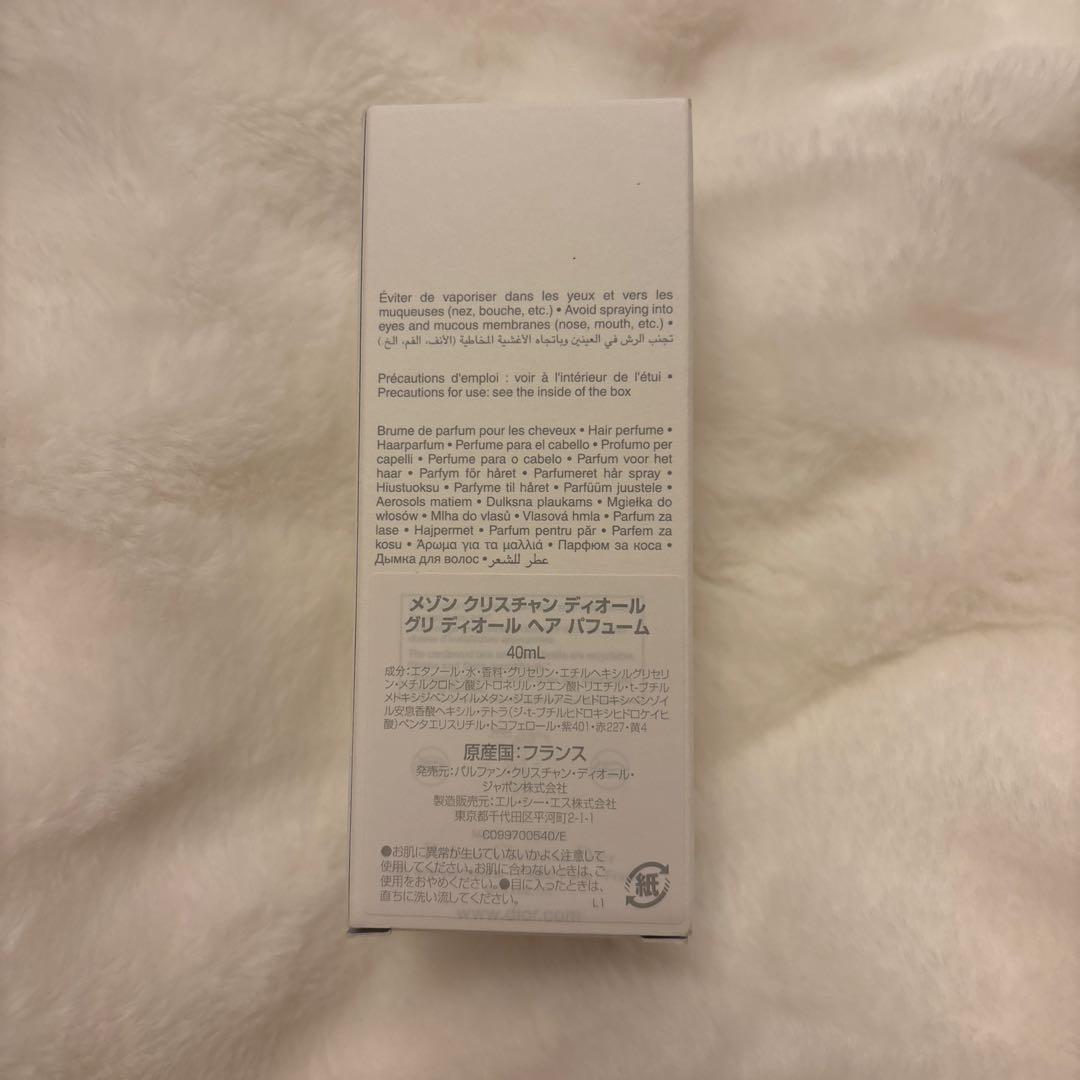 Éviter de vaporiser dans les yeux et vers les
muqueuses (nez, bouche, etc.) • Avoid spraying into
eyes and mucous membranes (nose, mouth, etc.) •
تجنب الرش في العينين وباتجاه الأغشية المخاطية (الأنف، الفم، الخ)
Précautions d'emploi : voir à l'intérieur de l'étui •
Precautions for use: see the inside of the box
Brume de parfum pour les cheveux • Hair perfume •
Haarparfum • Perfume para el cabello • Profumo per
capelli • Perfume para o cabelo • Parfum voor het
haar • Parfym för håret • Parfumeret hår spray •
Hiustuoksu • Parfyme til håret • Parfüüm juustele •
Aerosols matiem • Dulksna plaukams • Mgiełka do
włosów • Mlha do vlasů • Vlasová hmla • Parfum za
lase • Hajpermet • Parfum pentru păr • Parfem za
kosu • Άρωμα για τα μαλλιά • Парфюм за коса •
Дымка для волос • عطر للشعر
メゾン クリスチャン ディオール
グリ ディオール ヘア パフューム
40mL
成分:エタノール・水・香料・グリセリン・エチルヘキシルグリセリ
ン・メチルクロトン酸シトロネリル・クエン酸トリエチル・t-ブチル
メトキシジベンゾイルメタン・ジエチルアミノヒドロキシベンゾイ
ル安息香酸ヘキシル・テトラ(ジ-t-ブチルヒドロキシヒドロケイヒ
酸)ペンタエリスリチル・トコフェロール・紫401・赤227・黄4
原産国:フランス
発売元:パルファン・クリスチャン・ディオール・
ジャポン株式会社
製造販売元:エル・シー・エス株式会社
東京都千代田区平河町2-1-1
CD99700540/E
●お肌に異常が生じていないかよく注意して
使用してください。お肌に合わないときは、ご
使用をおやめください。●目に入ったときは、
直ちに洗い流してください。
L1
紙
www.dior.com